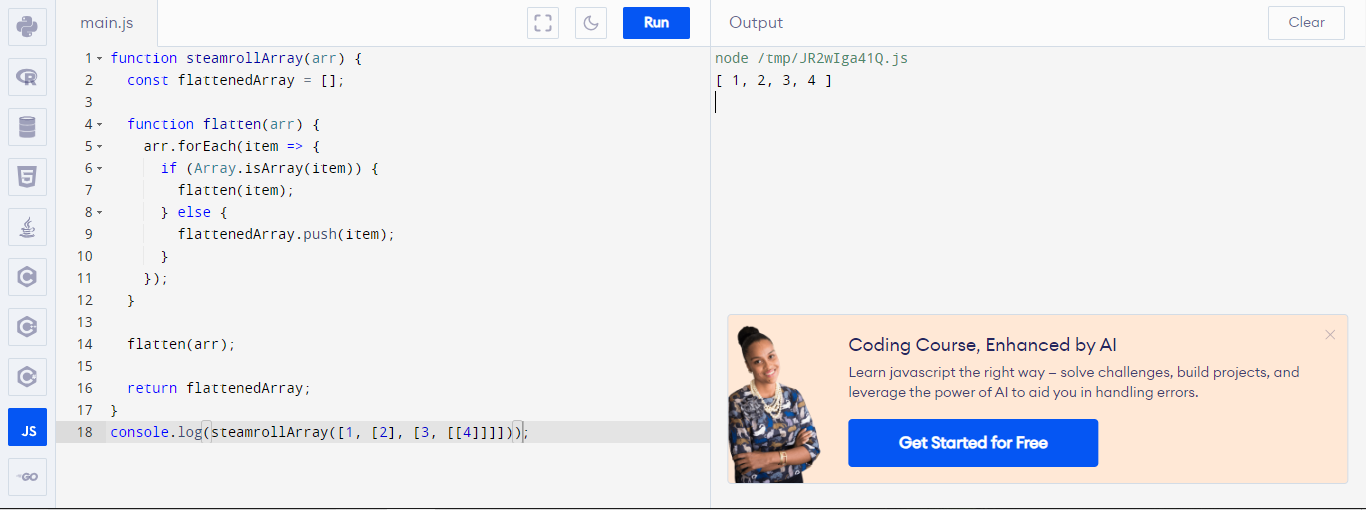 main.js
Run
Output
Clear
1 function steamrollArray(arr) {
2   const flattenedArray = [];
3
4   function flatten(arr) {
5     arr.forEach(item => {
6       if (Array.isArray(item)) {
7         flatten(item);
8       } else {
9         flattenedArray.push(item);
10       }
11     });
12   }
13
14   flatten(arr);
15
16   return flattenedArray;
17 }
18 console.log(steamrollArray([1, [2], [3, [[4]]]]));
JS
GO
node /tmp/JR2wIga41Q.js
[ 1, 2, 3, 4 ]
Coding Course, Enhanced by AI
Learn javascript the right way – solve challenges, build projects, and
leverage the power of AI to aid you in handling errors.
Get Started for Free